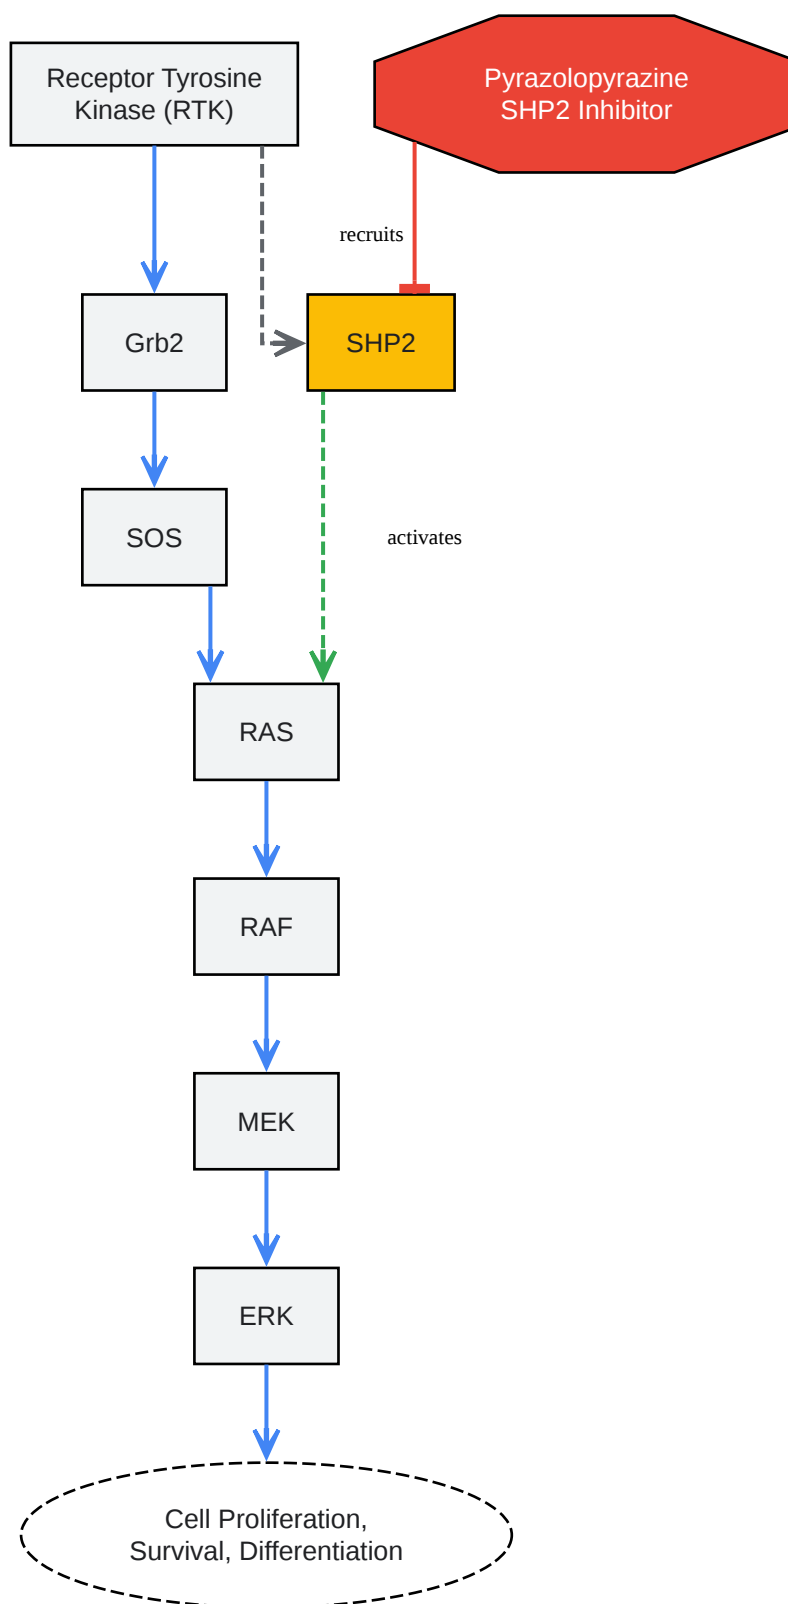 Receptor Tyrosine
Kinase (RTK)
Pyrazolopyrazine
SHP2 Inhibitor
recruits
Grb2
SHP2
SOS
activates
RAS
RAF
MEK
ERK
Cell Proliferation,
Survival, Differentiation